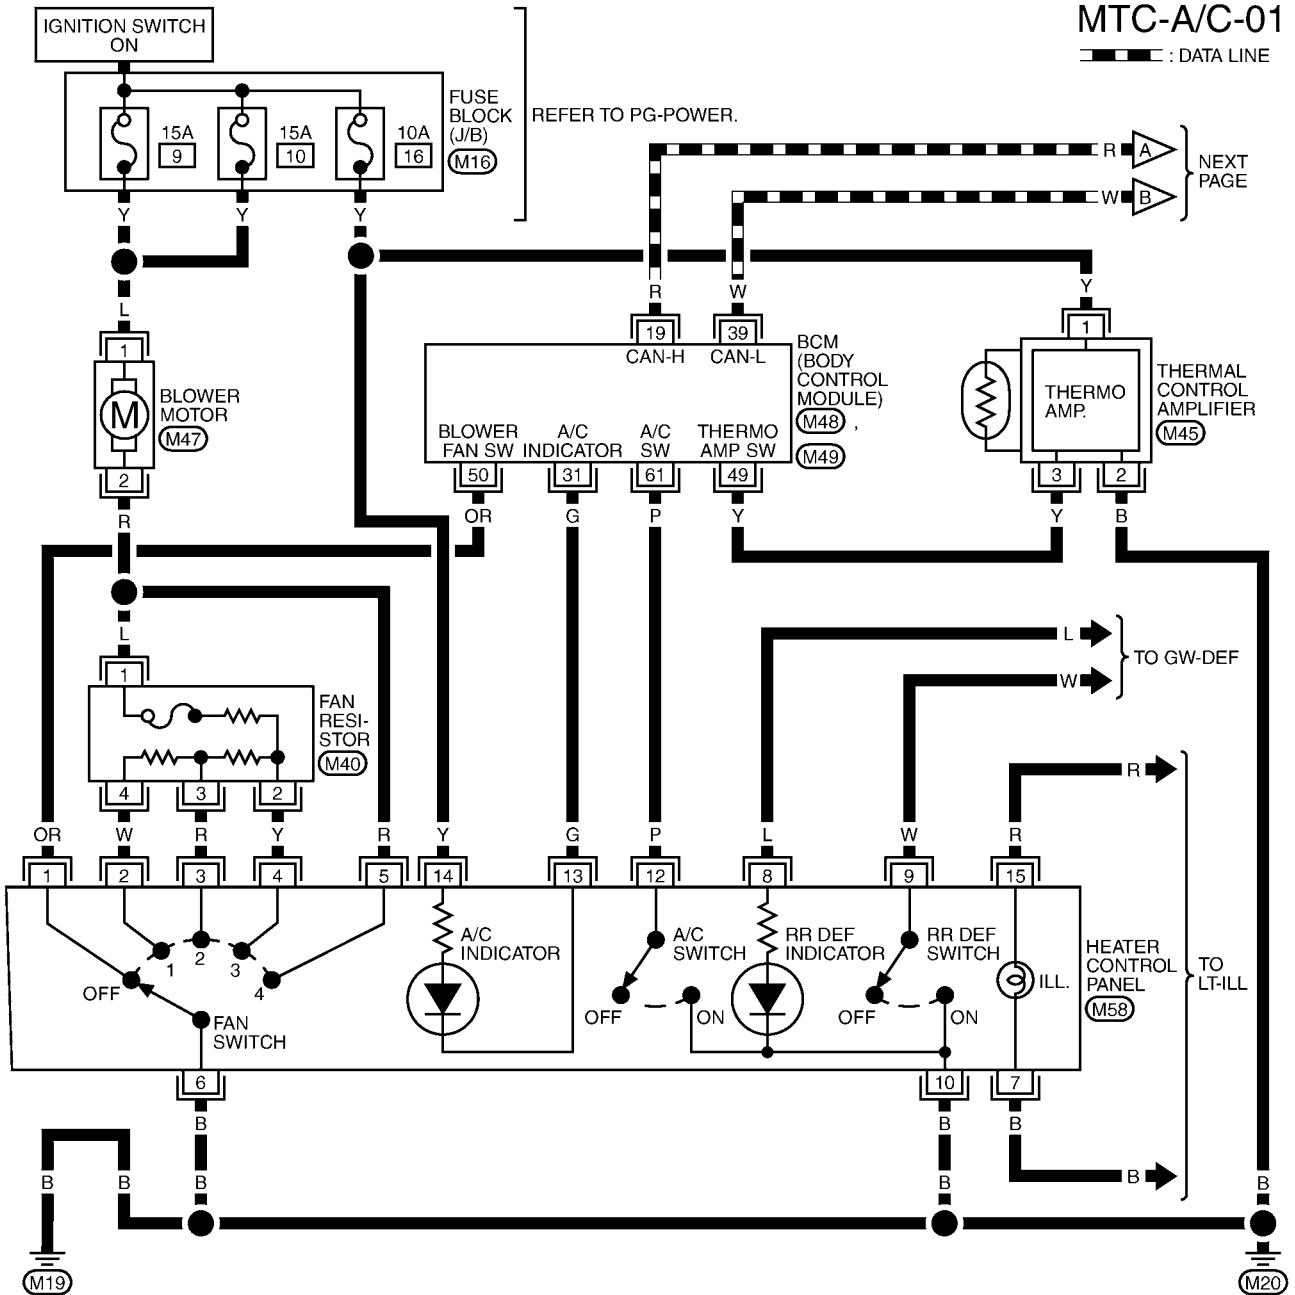 MTC-A/C-01
: DATA LINE
IGNITION SWITCH
ON
15A
9
15A
10
10A
16
FUSE
BLOCK
(J/B)
M16
REFER TO PG-POWER.
Y
Y
Y
R
A
W
B
NEXT
PAGE
L
1
M
2
BLOWER
MOTOR
M47
R
R
W
19
39
CAN-H
CAN-L
BCM
(BODY
CONTROL
MODULE)
M48 ,
M49
BLOWER
FAN SW
A/C
INDICATOR
A/C
SW
THERMO
AMP SW
50
31
61
49
OR
G
P
Y
Y
1
THERMO
AMP.
THERMAL
CONTROL
AMPLIFIER
M45
3
2
Y
B
L
W
TO GW-DEF
L
1
FAN
RESI-
STOR
M40
4
3
2
R
OR
W
R
Y
R
Y
G
P
L
W
R
1
2
3
4
5
14
13
12
8
9
15
OFF
1
2
3
4
FAN
SWITCH
A/C
INDICATOR
A/C
SWITCH
OFF
ON
RR DEF
INDICATOR
RR DEF
SWITCH
OFF
ON
ILL.
HEATER
CONTROL
PANEL
M58
TO
LT-ILL
6
10
7
B
B
B
B
B
B
B
B
B
M19
M20